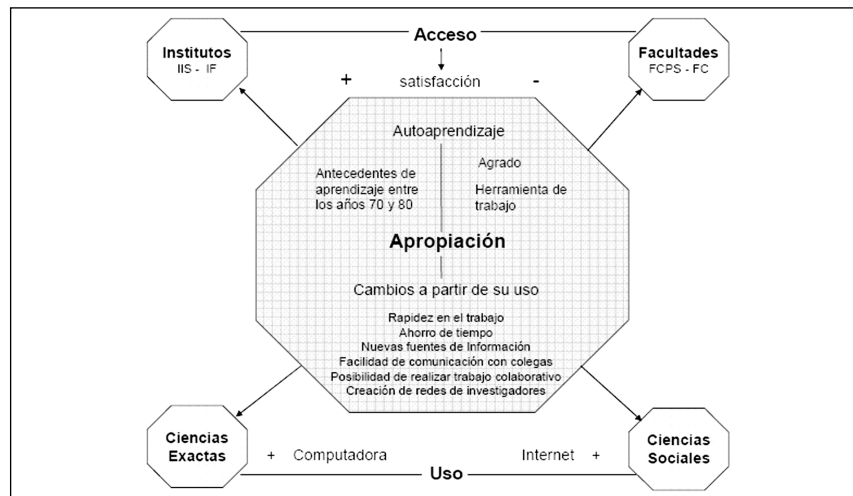 Acceso
Institutos
IIS - IF
Facultades
FCPS - FC
+ satisfacción -
Autoaprendizaje
Antecedentes de
aprendizaje entre
los años 70 y 80
Agrado
Herramienta de
trabajo
Apropiación
Cambios a partir de su uso
Rapidez en el trabajo
Ahorro de tiempo
Nuevas fuentes de Información
Facilidad de comunicación con colegas
Posibilidad de realizar trabajo colaborativo
Creación de redes de investigadores
Ciencias
Exactas
+ Computadora
Internet +
Ciencias
Sociales
Uso